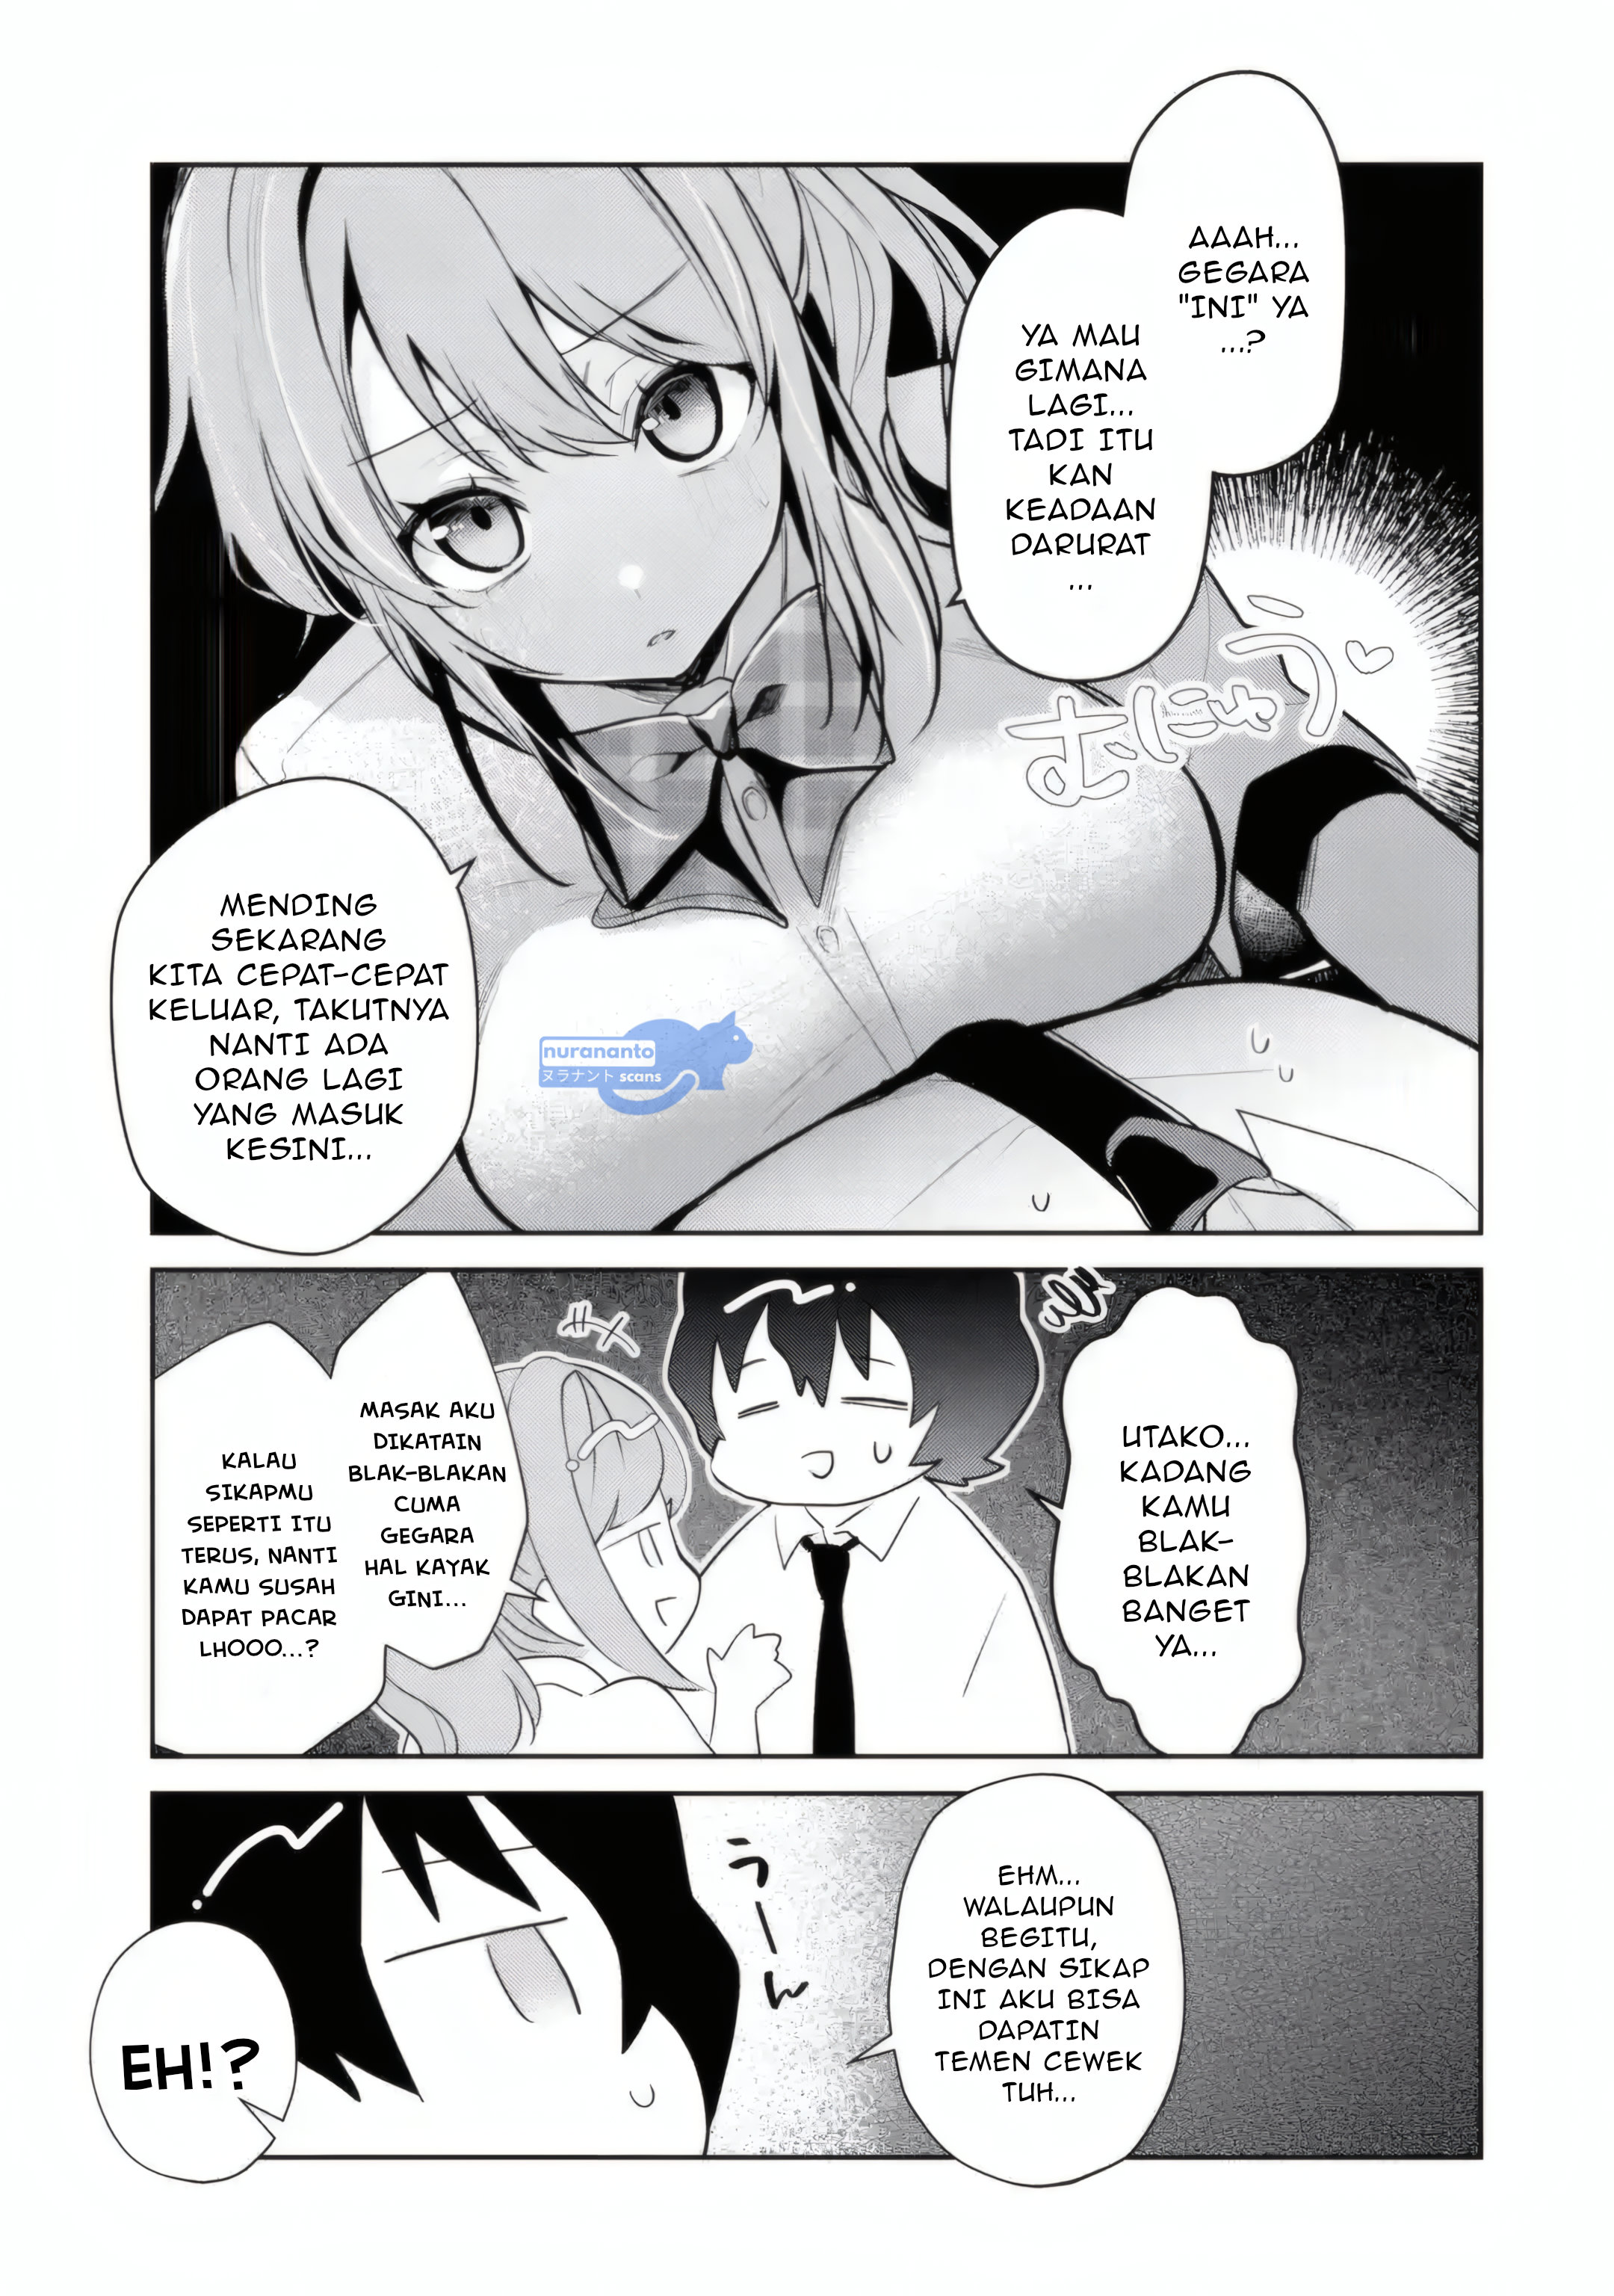 AAAH...
GEGARA
"INI" YA
...?
YA MAU
GIMANA
LAGI...
TADI ITU
KAN
KEADAAN
DARURAT
...
むにゅう♡
MENDING
SEKARANG
KITA CEPAT-CEPAT
KELUAR, TAKUTNYA
NANTI ADA
ORANG LAGI
YANG MASUK
KESINI...
nurananto
ヌラナント scans
UTAKO...
KADANG
KAMU
BLAK-
BLAKAN
BANGET
YA...
MASAK AKU
DIKATAIN
BLAK-BLAKAN
CUMA
GEGARA
HAL KAYAK
GINI...
KALAU
SIKAPMU
SEPERTI ITU
TERUS, NANTI
KAMU SUSAH
DAPAT PACAR
LHOOO...?
EHM...
WALAUPUN
BEGITU,
DENGAN SIKAP
INI AKU BISA
DAPATIN
TEMEN CEWEK
TUH...
うーん
EH!?